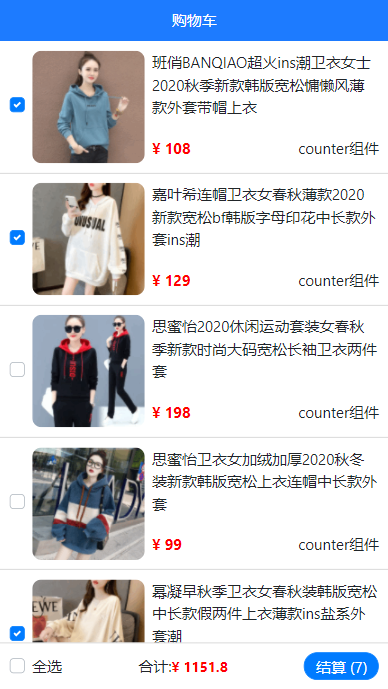 购物车
班俏BANQIAO超火ins潮卫衣女士
2020秋季新款韩版宽松慵懒风薄
款外套带帽上衣
¥ 108
counter组件
嘉叶希连帽卫衣女春秋薄款2020
新款宽松bf韩版字母印花中长款外
套ins潮
UNUSUAL
¥ 129
counter组件
思蜜怡2020休闲运动套装女春秋
季新款时尚大码宽松长袖卫衣两件
套
¥ 198
counter组件
思蜜怡卫衣女加绒加厚2020秋冬
装新款韩版宽松上衣连帽中长款外
套
¥ 99
counter组件
幂凝早秋季卫衣女春秋装韩版宽松
中长款假两件上衣薄款ins盐系外
套潮
全选
合计:¥ 1151.8
结算 (7)